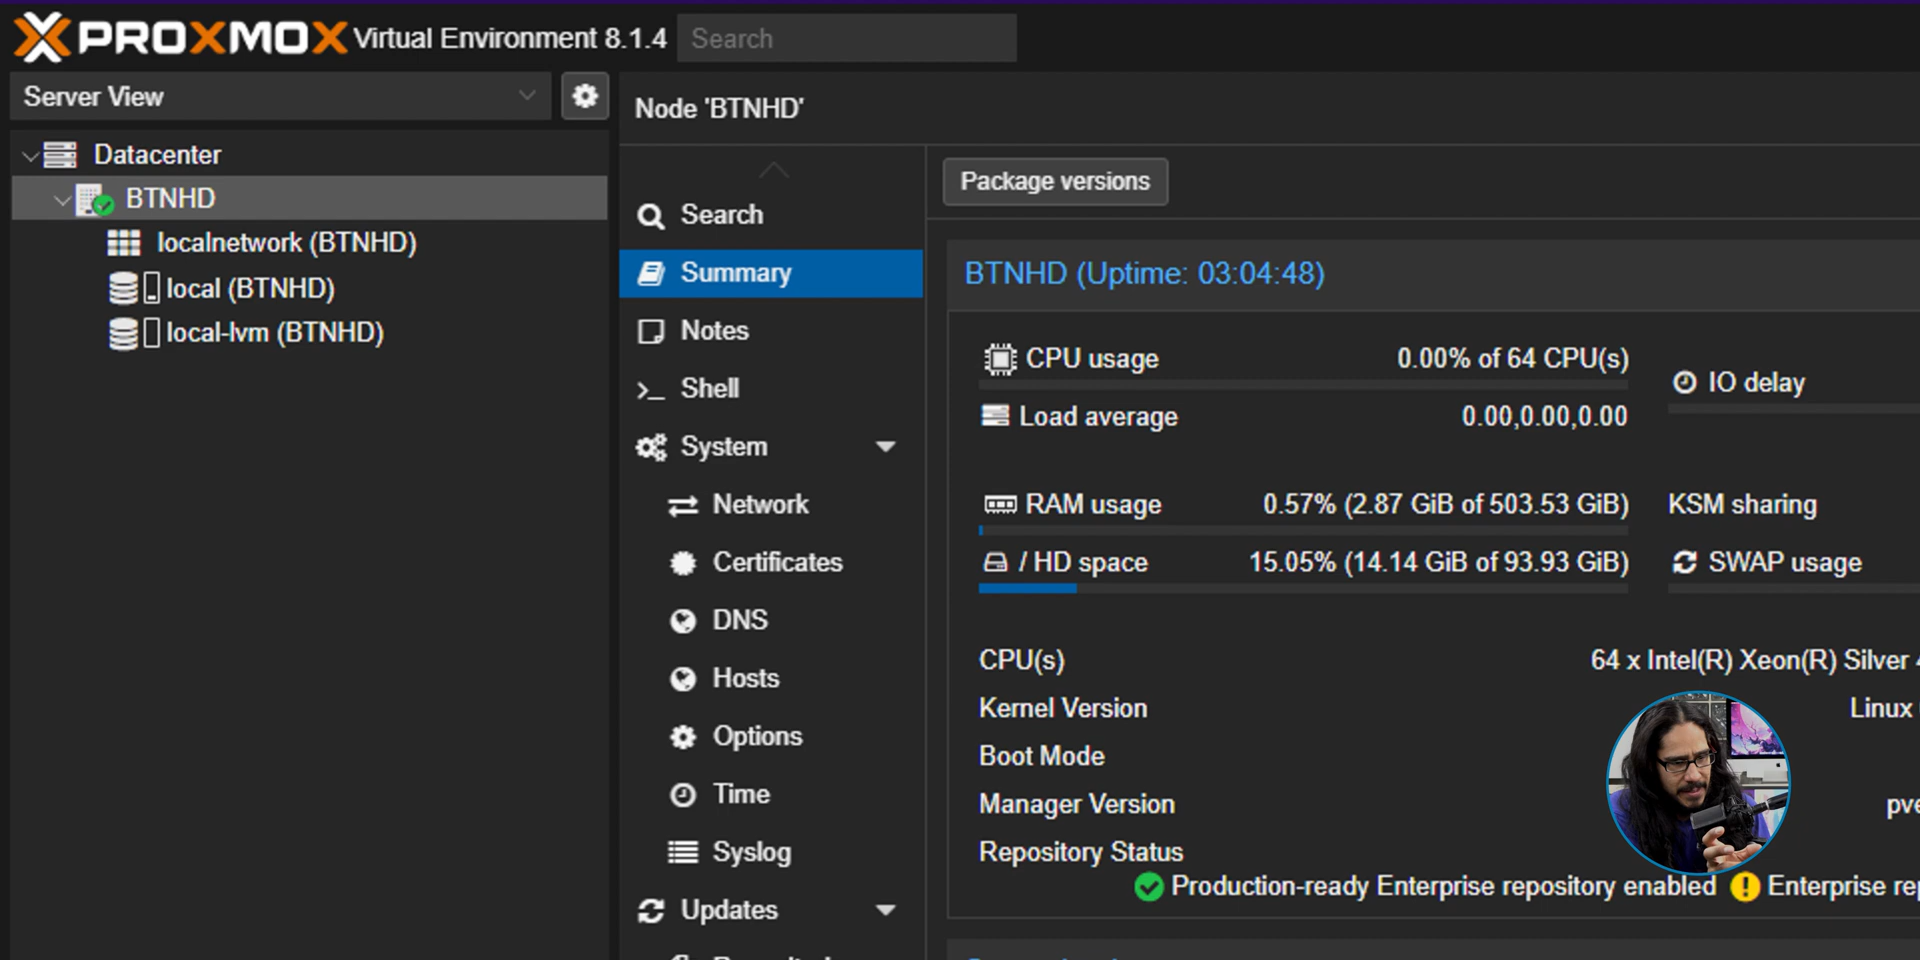 PROXMOX Virtual Environment 8.1.4 Search
Server View
Datacenter
BTNHD
localnetwork (BTNHD)
local (BTNHD)
local-lvm (BTNHD)
Node 'BTNHD'
Search
Summary
Notes
Shell
System
Network
Certificates
DNS
Hosts
Options
Time
Syslog
Updates
Package versions
BTNHD (Uptime: 03:04:48)
CPU usage 0.00% of 64 CPU(s)
IO delay
Load average 0.00,0.00,0.00
RAM usage 0.57% (2.87 GiB of 503.53 GiB)
KSM sharing
/ HD space 15.05% (14.14 GiB of 93.93 GiB)
SWAP usage
CPU(s) 64 x Intel(R) Xeon(R) Silver
Kernel Version Linux
Boot Mode
Manager Version
Repository Status
Production-ready Enterprise repository enabled Enterprise